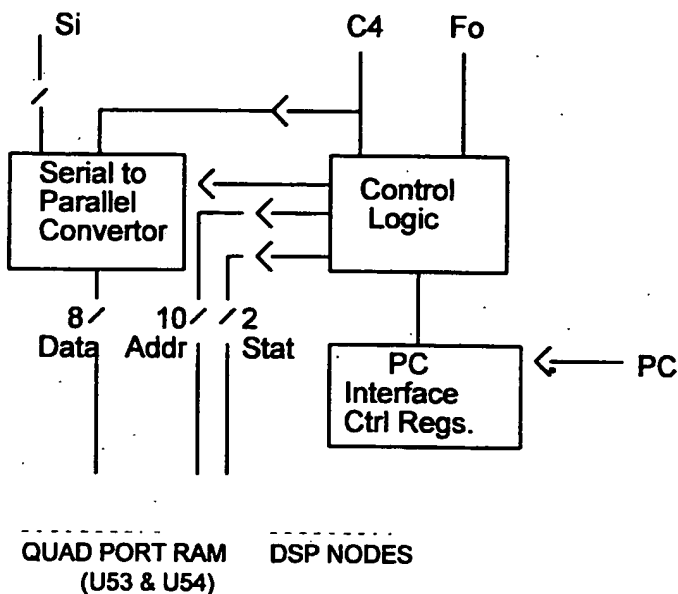 Si C4 Fo
Serial to
Parallel
Convertor
Control
Logic
8 10 2
Data Addr Stat
PC
Interface
Ctrl Regs.
PC
QUAD PORT RAM DSP NODES
(U53 & U54)